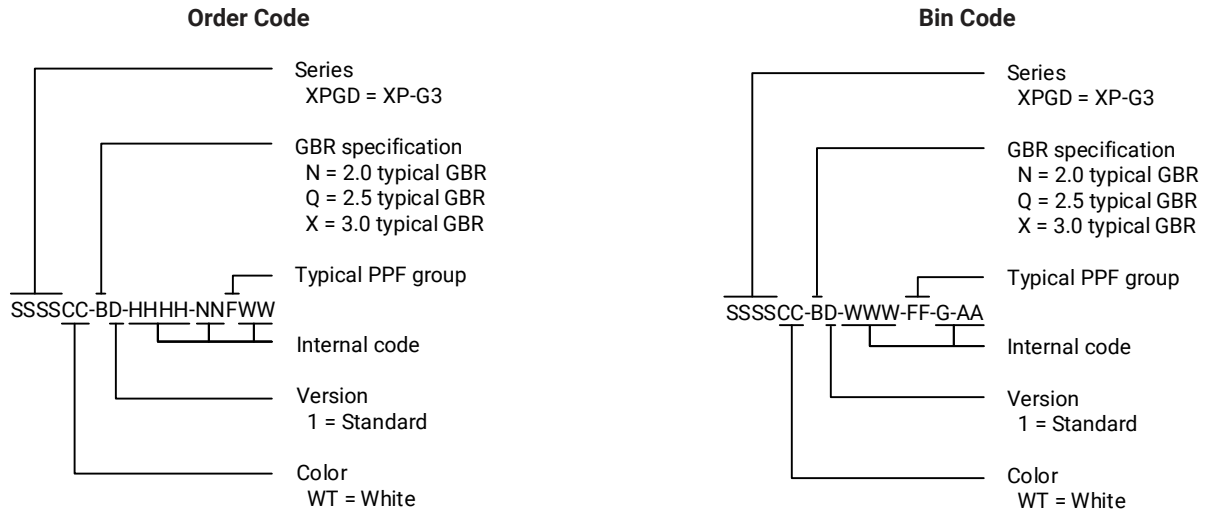 Order Code
Series
XPGD = XP-G3
GBR specification
N = 2.0 typical GBR
Q = 2.5 typical GBR
X = 3.0 typical GBR
Typical PPF group
SSSSCC-BD-HHHH-NNFWW
Internal code
Version
1 = Standard
Color
WT = White
Bin Code
Series
XPGD = XP-G3
GBR specification
N = 2.0 typical GBR
Q = 2.5 typical GBR
X = 3.0 typical GBR
Typical PPF group
SSSSCC-BD-WWW-FF-G-AA
Internal code
Version
1 = Standard
Color
WT = White